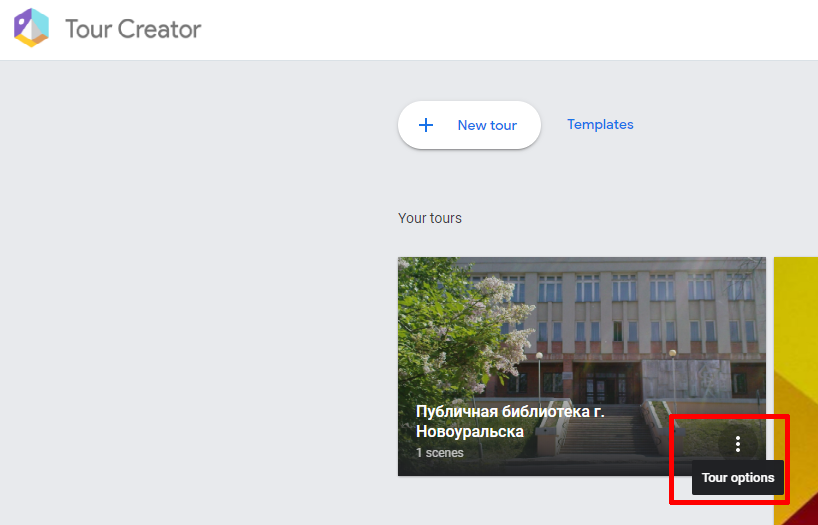 Tour Creator
New tour
Templates
Your tours
Публичная библиотека г.
Новоуральска
1 scenes
Tour options